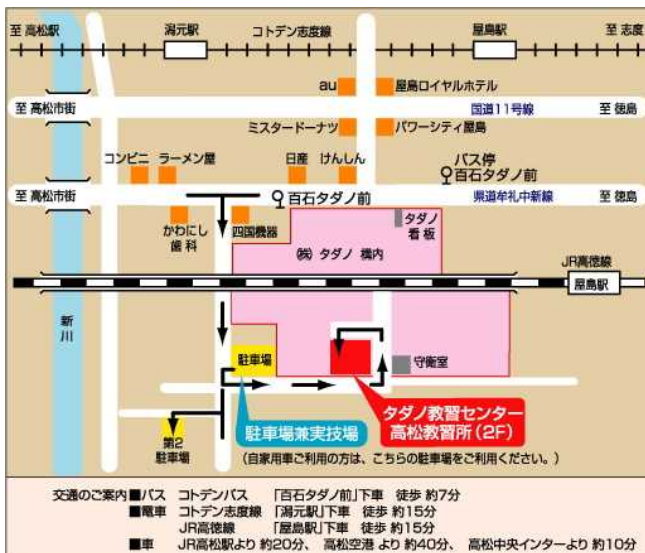 至 高松駅 潟元駅 コトデン志度線 屋島駅 至 志度
au 屋島ロイヤルホテル
至 高松市街 国道11号線 至 徳島
ミスタードーナツ パワーシティ屋島
コンビニ ラーメン屋 日産 けんしん バス停
百石タダノ前
至 高松市街 百石タダノ前 県道牟礼中新線 至 徳島
かわにし
歯科
四国機器
タダノ
看板
㈱ タダノ 構内
JR高徳線
屋島駅
新川
駐車場
守衛室
駐車場兼実技場
タダノ教習センター
高松教習所(2F)
第2
駐車場
(自家用車ご利用の方は、こちらの駐車場をご利用ください。)
交通のご案内 ■バス コトデンバス 「百石タダノ前」下車 徒歩 約7分
■電車 コトデン志度線 「潟元駅」下車 徒歩 約15分
JR高徳線 「屋島駅」下車 徒歩 約15分
■車 JR高松駅より 約20分、 高松空港 より 約40分、 高松中央インターより 約10分